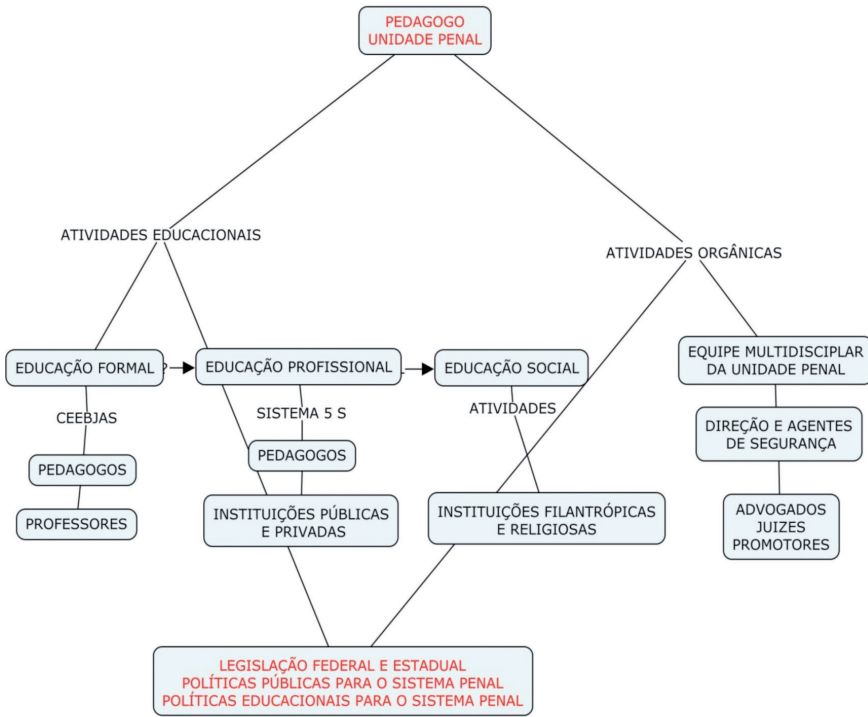 PEDAGOGO
UNIDADE PENAL
ATIVIDADES EDUCACIONAIS
ATIVIDADES ORGÂNICAS
EDUCAÇÃO FORMAL
?
EDUCAÇÃO PROFISSIONAL
EDUCAÇÃO SOCIAL
EQUIPE MULTIDISCIPLAR
DA UNIDADE PENAL
CEEBJAS
SISTEMA 5 S
ATIVIDADES
DIREÇÃO E AGENTES
DE SEGURANÇA
PEDAGOGOS
PEDAGOGOS
PROFESSORES
INSTITUIÇÕES PÚBLICAS
E PRIVADAS
INSTITUIÇÕES FILANTRÓPICAS
E RELIGIOSAS
ADVOGADOS
JUIZES
PROMOTORES
LEGISLAÇÃO FEDERAL E ESTADUAL
POLÍTICAS PÚBLICAS PARA O SISTEMA PENAL
POLÍTICAS EDUCACIONAIS PARA O SISTEMA PENAL